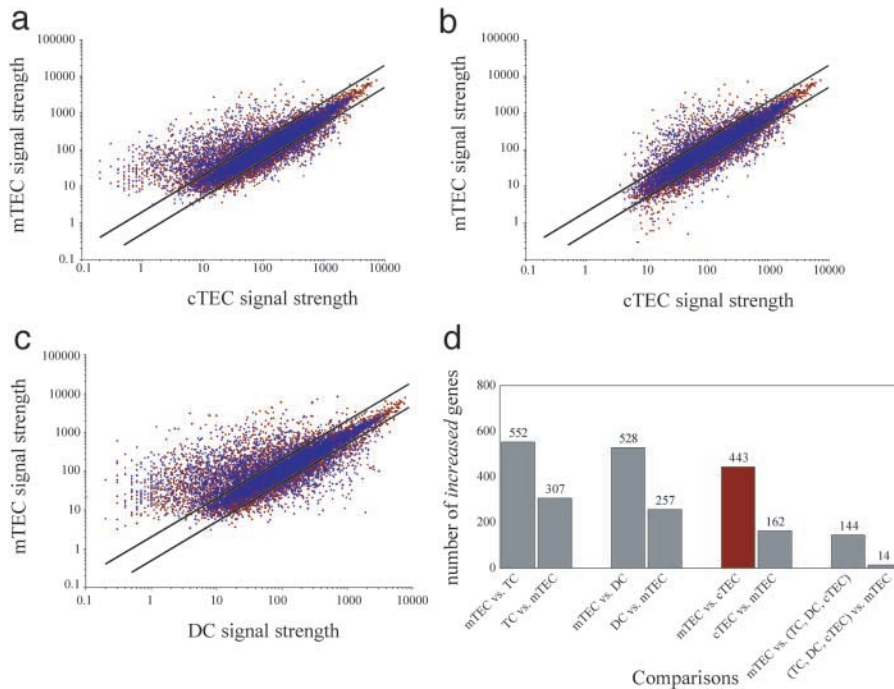 a
mTEC signal strength
100000
10000
1000
100
10
1
0.1
0.1 1 10 100 1000 10000
cTEC signal strength
b
mTEC signal strength
100000
10000
1000
100
10
1
0.1
0.1 1 10 100 1000 10000
cTEC signal strength
c
mTEC signal strength
100000
10000
1000
100
10
1
0.1
0.1 1 10 100 1000 10000
DC signal strength
d
number of increased genes
800
600
400
200
0
552
307
528
257
443
162
144
14
mTEC vs. TC
TC vs. mTEC
mTEC vs. DC
DC vs. mTEC
mTEC vs. cTEC
cTEC vs. mTEC
mTEC vs. (TC, DC, cTEC)
(TC, DC, cTEC) vs. mTEC
Comparisons